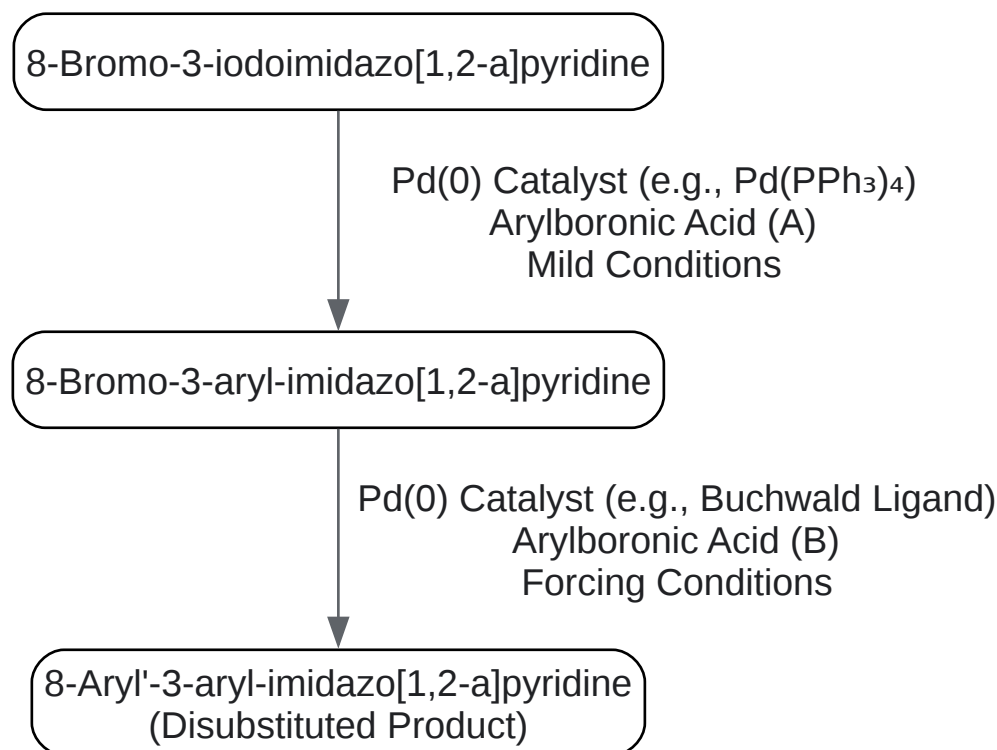 8-Bromo-3-iodoimidazo[1,2-a]pyridine
Pd(0) Catalyst (e.g., Pd(PPh₃)₄)
Arylboronic Acid (A)
Mild Conditions
8-Bromo-3-aryl-imidazo[1,2-a]pyridine
Pd(0) Catalyst (e.g., Buchwald Ligand)
Arylboronic Acid (B)
Forcing Conditions
8-Aryl'-3-aryl-imidazo[1,2-a]pyridine
(Disubstituted Product)